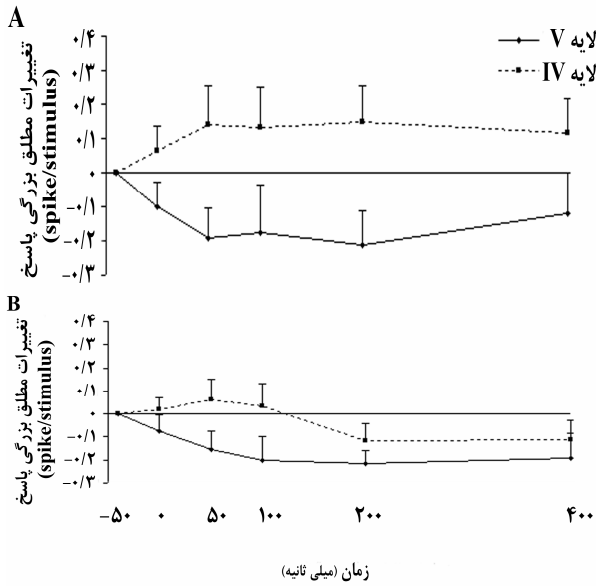 A
لایه V
لایه IV
تغییرات مطلق بزرگی پاسخ
(spike/stimulus)
۰/۴
۰/۳
۰/۲
۰/۱
۰
-۰/۱
-۰/۲
-۰/۳
B
تغییرات مطلق بزرگی پاسخ
(spike/stimulus)
۰/۴
۰/۳
۰/۲
۰/۱
۰
-۰/۱
-۰/۲
-۰/۳
-۵۰ ۰ ۵۰ ۱۰۰ ۲۰۰ ۴۰۰
زمان (میلی ثانیه)